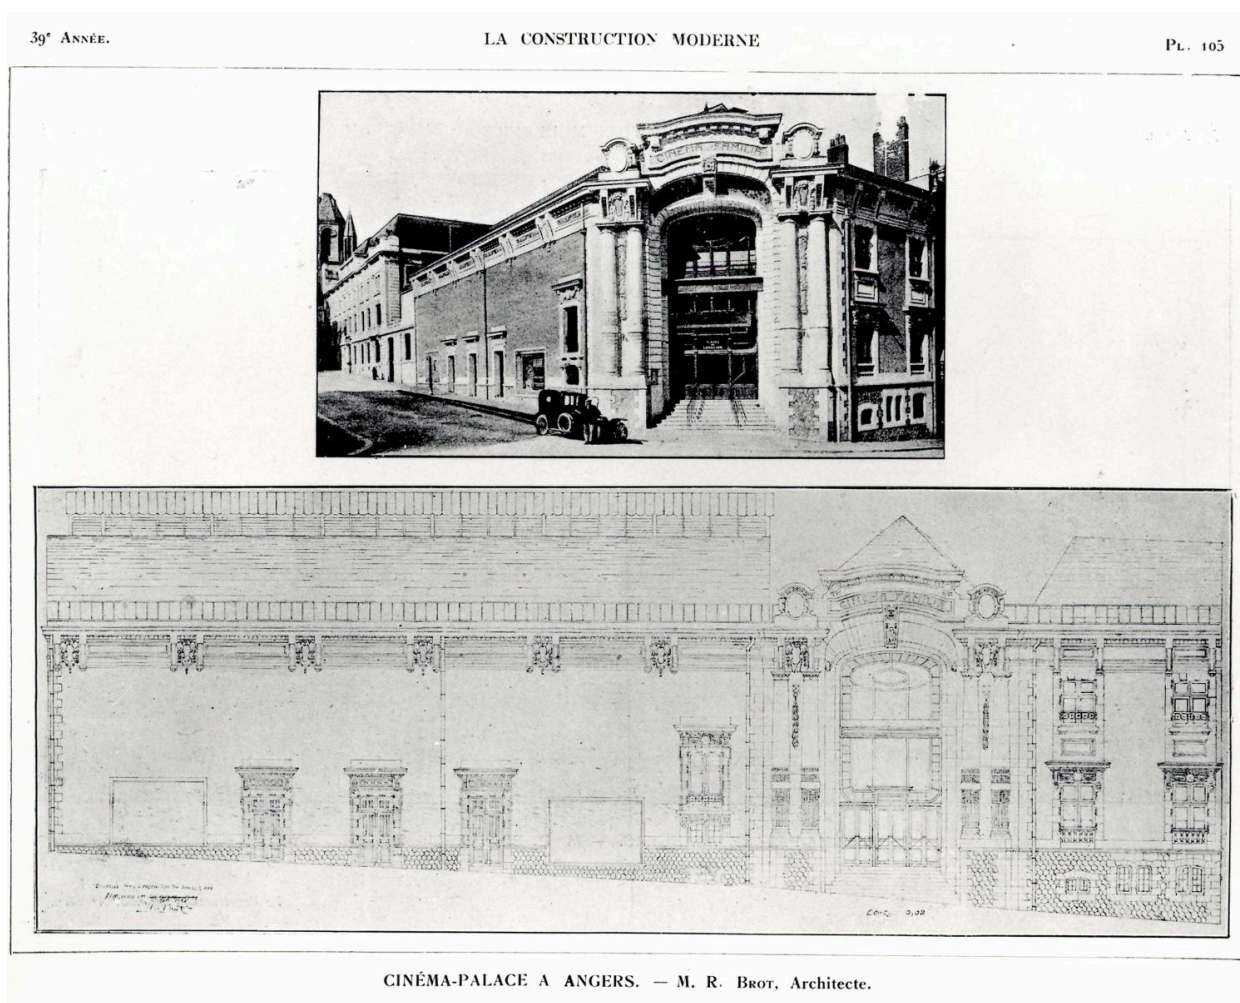 39ᵉ Année.
LA CONSTRUCTION MODERNE
Pl. 105
CINEMA FAMILIA
CINEMA FAMILIA
CINÉMA-PALACE A ANGERS. — M. R. Brot, Architecte.